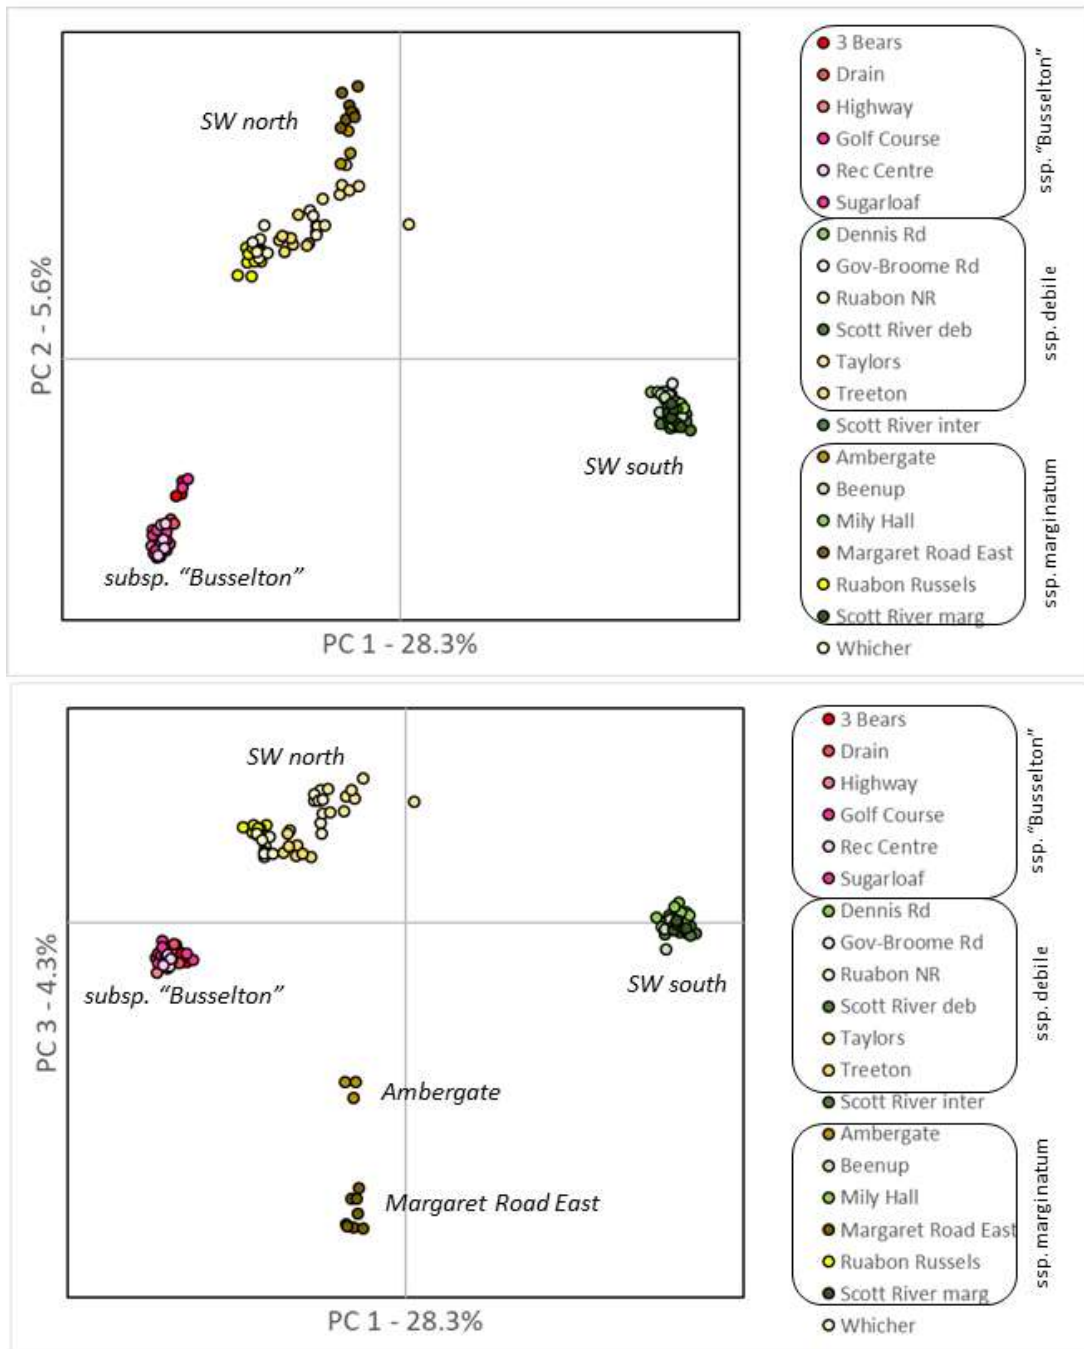 SW north
SW south
subsp. “Busselton”
PC 2 - 5.6%
PC 1 - 28.3%
3 Bears
Drain
Highway
Golf Course
Rec Centre
Sugarloaf
Dennis Rd
Gov-Broome Rd
Ruabon NR
Scott River deb
Taylors
Treeton
Scott River inter
Ambergate
Beenup
Mily Hall
Margaret Road East
Ruabon Russels
Scott River marg
Whicher
ssp. “Busselton”
ssp. debile
ssp. marginatum
SW north
subsp. “Busselton”
SW south
Ambergate
Margaret Road East
PC 3 - 4.3%
PC 1 - 28.3%
3 Bears
Drain
Highway
Golf Course
Rec Centre
Sugarloaf
Dennis Rd
Gov-Broome Rd
Ruabon NR
Scott River deb
Taylors
Treeton
Scott River inter
Ambergate
Beenup
Mily Hall
Margaret Road East
Ruabon Russels
Scott River marg
Whicher
ssp. “Busselton”
ssp. debile
ssp. marginatum